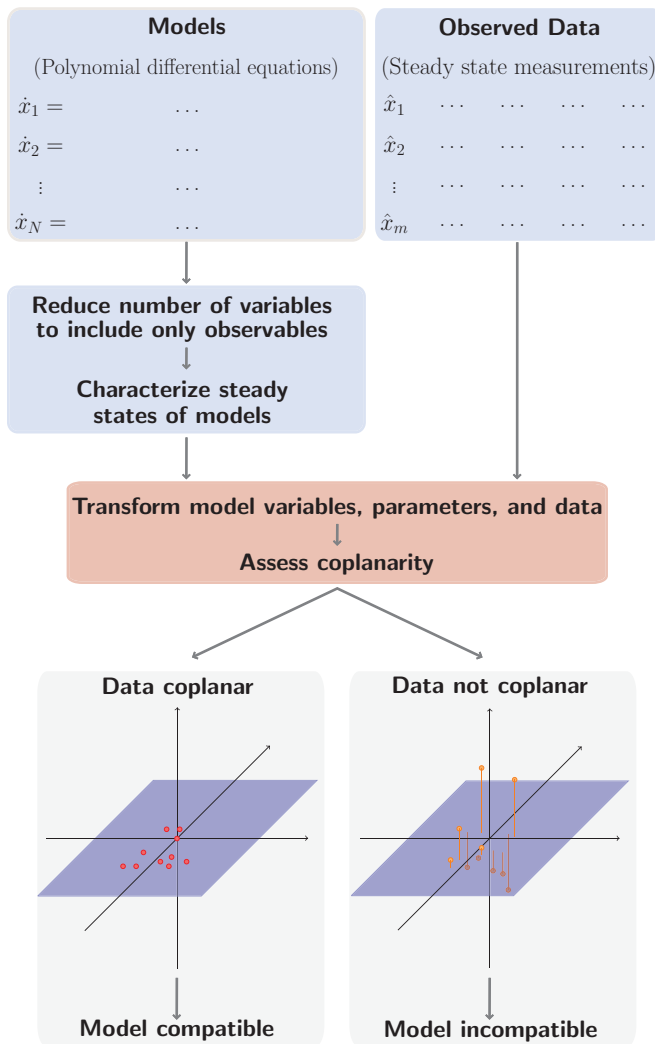 Models
(Polynomial differential equations)
ẋ₁ = ...
ẋ₂ = ...
⋮ ...
ẋ_N = ...
Observed Data
(Steady state measurements)
x̂₁ ... ... ... ...
x̂₂ ... ... ... ...
⋮ ... ... ... ...
x̂ₘ ... ... ... ...
Reduce number of variables
to include only observables
Characterize steady
states of models
Transform model variables, parameters, and data
Assess coplanarity
Data coplanar
Model compatible
Data not coplanar
Model incompatible